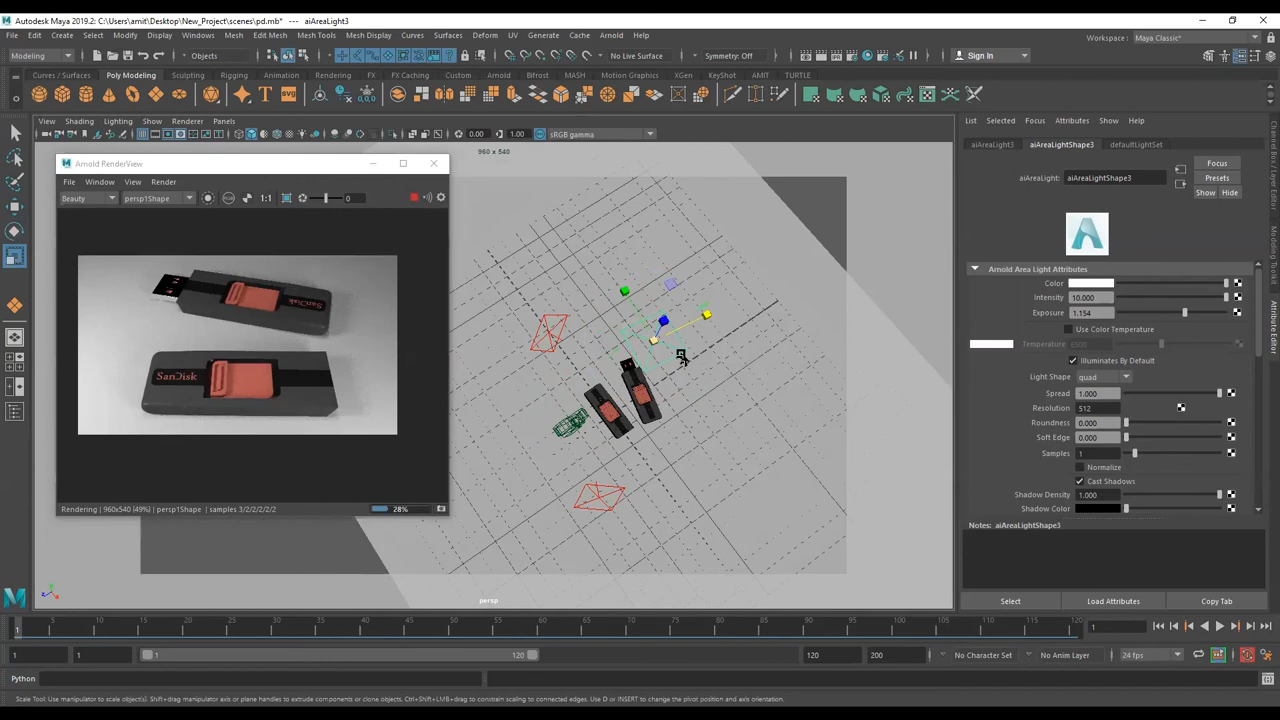 Autodesk Maya 2019.2: C:\Users\amit\Desktop\New_Project\scenes\pd.mb* --- aiAreaLight3
File Edit Create Select Modify Display Windows Mesh Edit Mesh Mesh Tools Mesh Display Curves Surfaces Deform UV Generate Cache Arnold Help Workspace : Maya Classic*
Modeling Objects No Live Surface Symmetry: Off Sign In
Curves / Surfaces Poly Modeling Sculpting Rigging Animation Rendering FX FX Caching Custom Arnold Bifrost MASH Motion Graphics XGen KeyShot AMIT TURTLE
View Shading Lighting Show Renderer Panels
0.00 1.00 sRGB gamma
960 x 540
Arnold RenderView
File Window View Render
Beauty persp1Shape 1:1 0
SanDisk
SanDisk
Rendering | 960x540 (49%) | persp1Shape | samples 3/2/2/2/2/2 28%
persp
List Selected Focus Attributes Show Help
aiAreaLight3 aiAreaLightShape3 defaultLightSet
aiAreaLight: aiAreaLightShape3
Focus
Presets
Show Hide
Arnold Area Light Attributes
Color
Intensity 10.000
Exposure 1.154
Use Color Temperature
Temperature 6500
Illuminates By Default
Light Shape quad
Spread 1.000
Resolution 512
Roundness 0.000
Soft Edge 0.000
Samples 1
Normalize
Cast Shadows
Shadow Density 1.000
Shadow Color
Notes: aiAreaLightShape3
Select Load Attributes Copy Tab
Channel Box / Layer Editor
Modeling Toolkit
Attribute Editor
1 5 10 15 20 25 30 35 40 45 50 55 60 65 70 75 80 85 90 95 100 105 110 115 120 1
1 1 1 120 120 200 No Character Set No Anim Layer 24 fps
Python
Scale Tool: Use manipulator to scale object(s). Shift+drag manipulator axis or plane handles to extrude components or clone objects. Ctrl+Shift+LMB+drag to constrain scaling to connected edges. Use D or INSERT to change the pivot position and axis orientation.